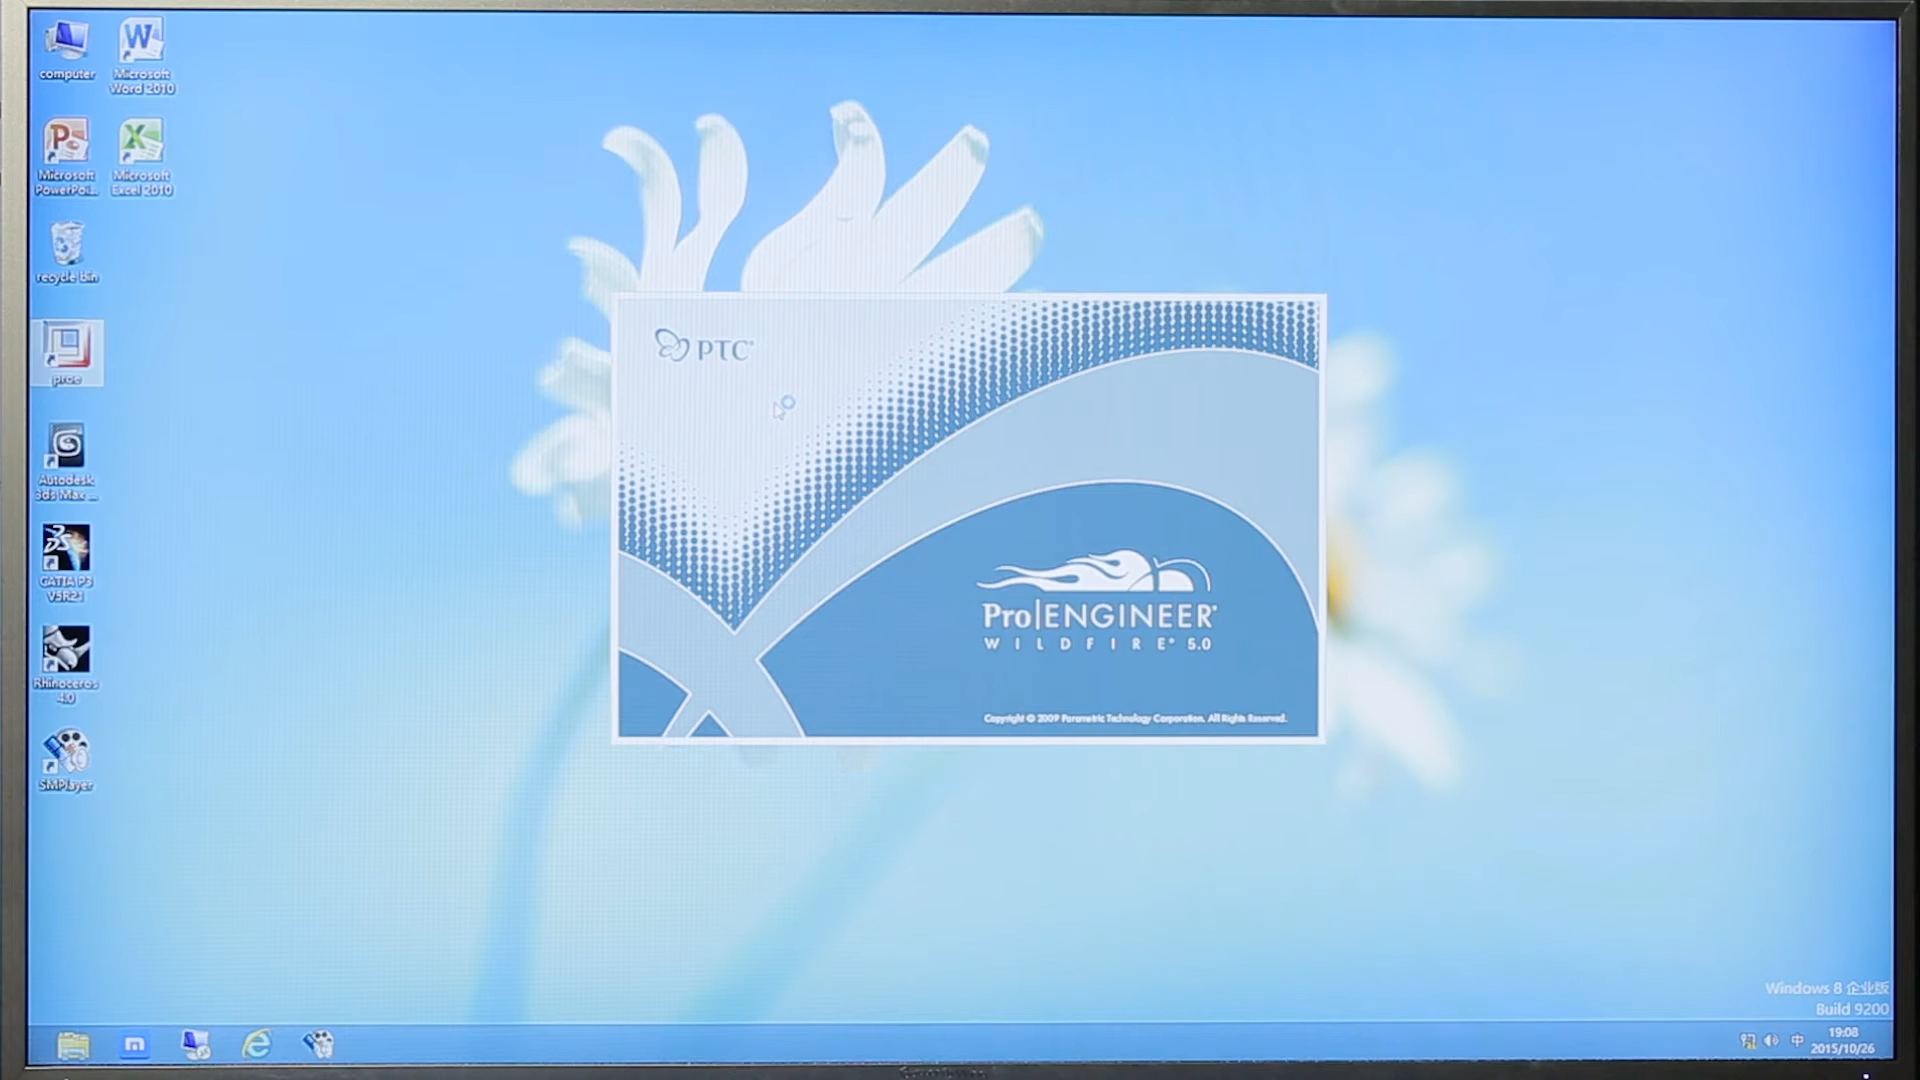 computer
Microsoft
Word 2010
Microsoft
PowerPoi...
Microsoft
Excel 2010
recycle bin
proe
Autodesk
3ds Max ...
CATIA P3
V5R21
Rhinoceros
4.0
SMPlayer
PTC®
Pro|ENGINEER®
WILDFIRE® 5.0
Copyright © 2009 Parametric Technology Corporation. All Rights Reserved.
Windows 8 企业版
Build 9200
中
19:08
2015/10/26